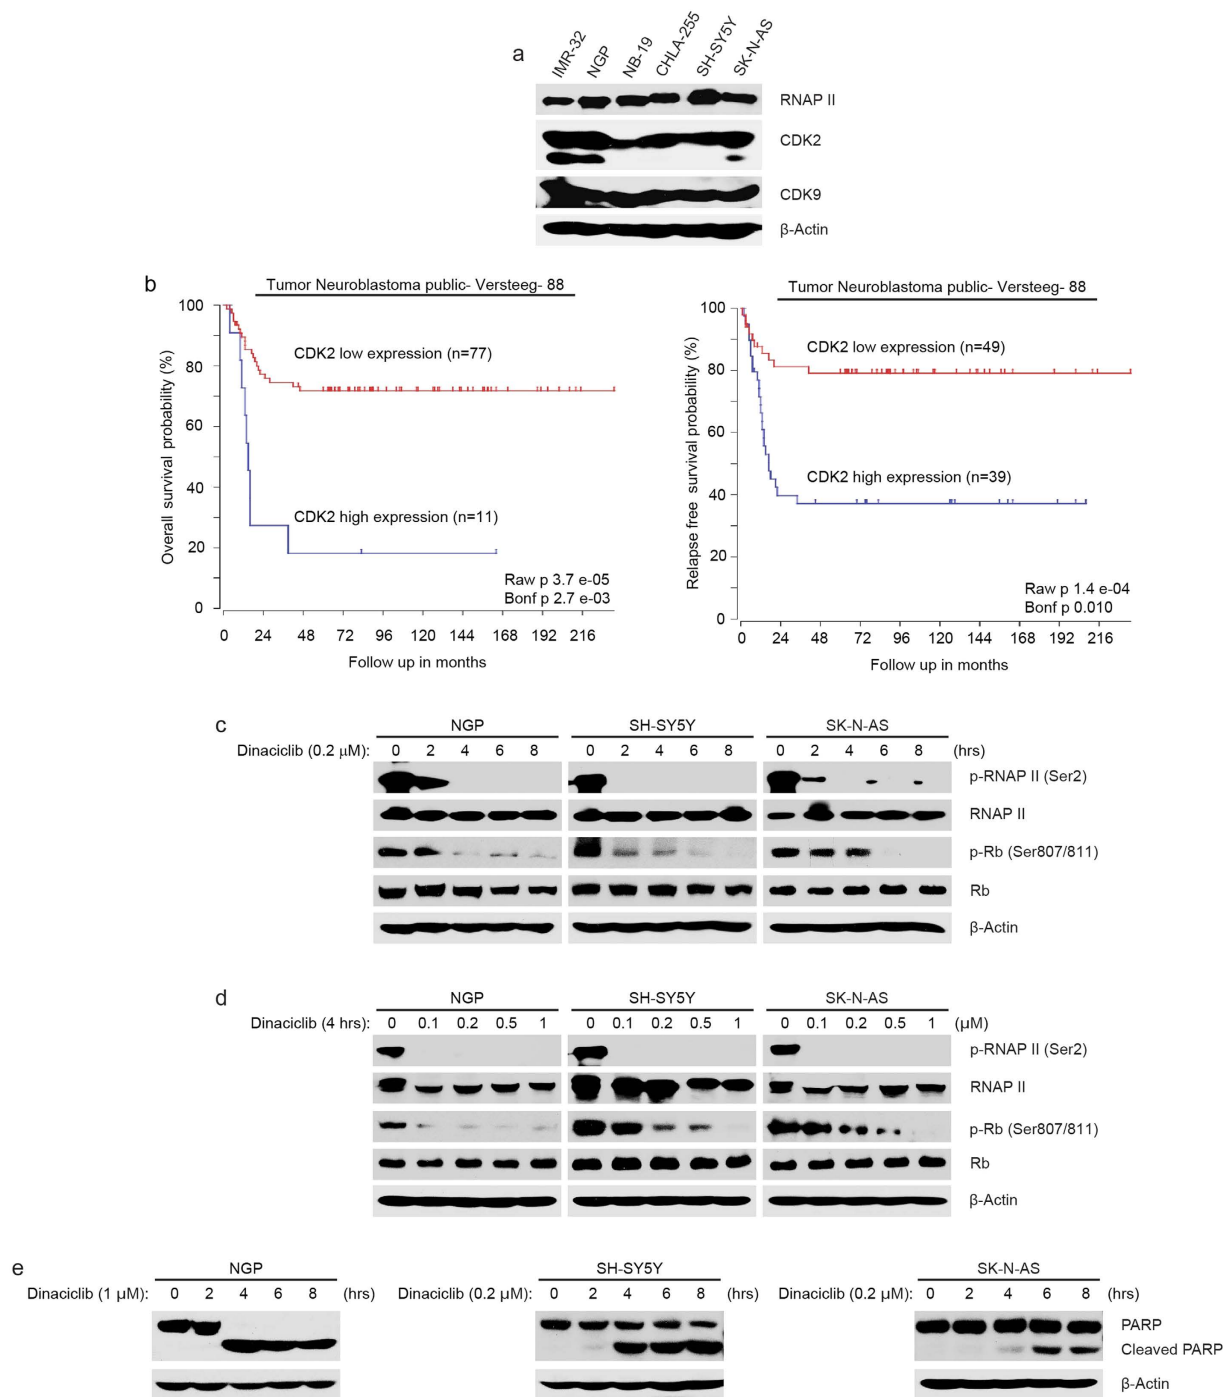 a
IMR-32 NGP NB-19 CHLA-255 SH-SY5Y SK-N-AS
RNAP II
CDK2
CDK9
β-Actin
b
Tumor Neuroblastoma public- Versteeg- 88
Overall survival probability (%)
100
80
60
40
20
0
CDK2 low expression (n=77)
CDK2 high expression (n=11)
Raw p 3.7 e-05
Bonf p 2.7 e-03
0 24 48 72 96 120 144 168 192 216
Follow up in months
Tumor Neuroblastoma public- Versteeg- 88
Relapse free survival probability (%)
100
80
60
40
20
0
CDK2 low expression (n=49)
CDK2 high expression (n=39)
Raw p 1.4 e-04
Bonf p 0.010
0 24 48 72 96 120 144 168 192 216
Follow up in months
c
NGP SH-SY5Y SK-N-AS
Dinaciclib (0.2 μM): 0 2 4 6 8 0 2 4 6 8 0 2 4 6 8 (hrs)
p-RNAP II (Ser2)
RNAP II
p-Rb (Ser807/811)
Rb
β-Actin
d
NGP SH-SY5Y SK-N-AS
Dinaciclib (4 hrs): 0 0.1 0.2 0.5 1 0 0.1 0.2 0.5 1 0 0.1 0.2 0.5 1 (μM)
p-RNAP II (Ser2)
RNAP II
p-Rb (Ser807/811)
Rb
β-Actin
e
NGP SH-SY5Y SK-N-AS
Dinaciclib (1 μM): 0 2 4 6 8 (hrs) Dinaciclib (0.2 μM): 0 2 4 6 8 (hrs) Dinaciclib (0.2 μM): 0 2 4 6 8 (hrs)
PARP
Cleaved PARP
β-Actin